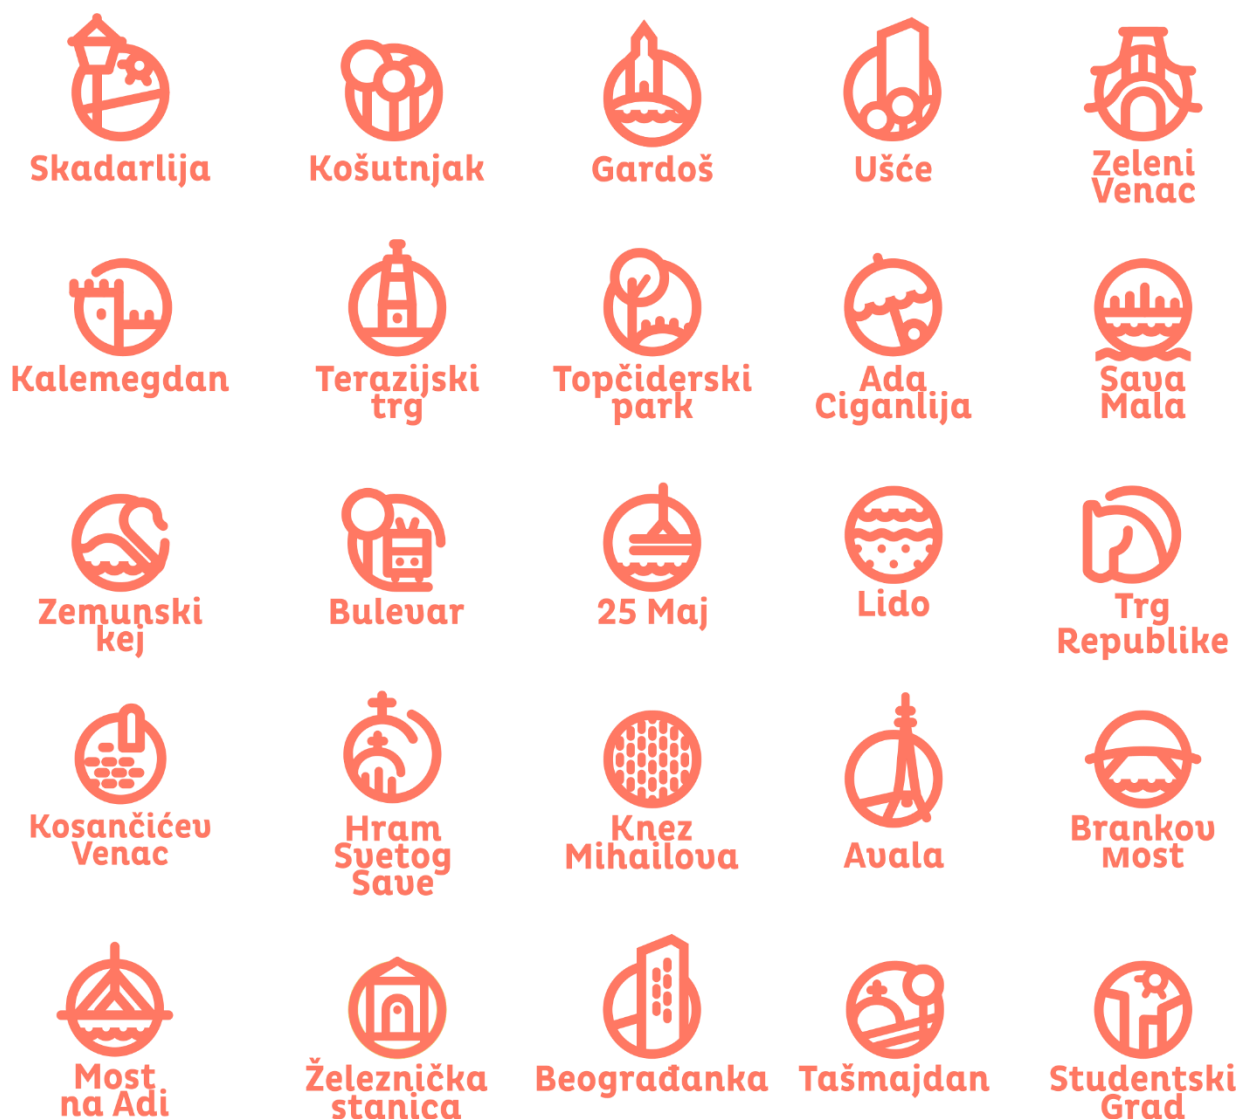 Skadarlija
Košutnjak
Gardoš
Ušće
Zeleni
Venac
Kalemegdan
Terazijski
trg
Topčiderski
park
Ada
Ciganlija
Sava
Mala
Zemunski
kej
Bulevar
25 Maj
Lido
Trg
Republike
Kosančićev
Venac
Hram
Svetog
Save
Knez
Mihailova
Avala
Brankov
Most
Most
na Adi
Železnička
stanica
Beograđanka
Tašmajdan
Studentski
Grad